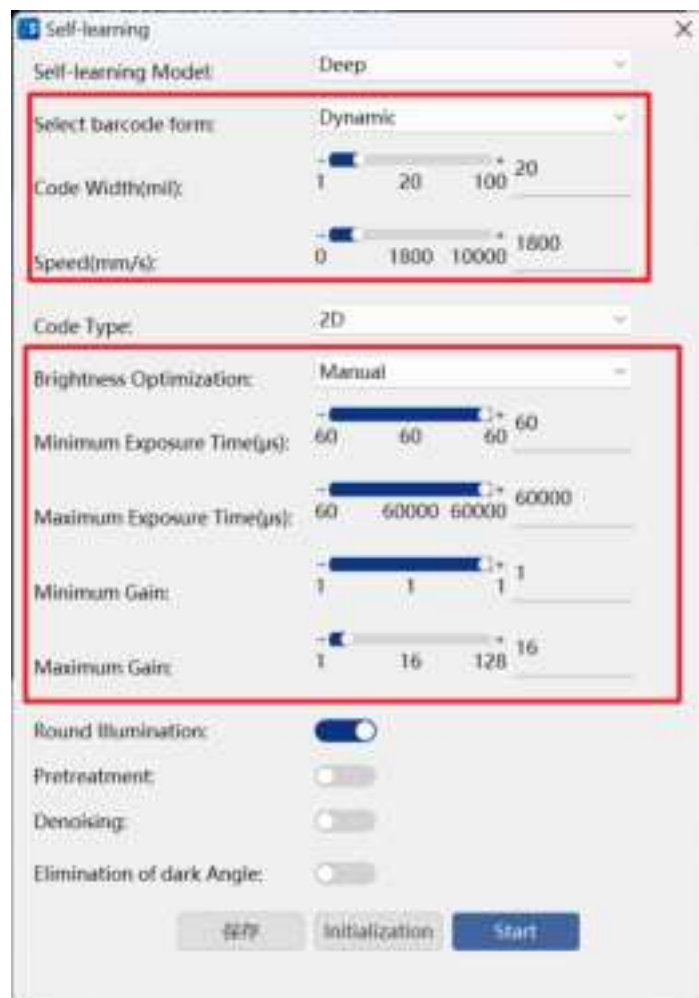 Self-learning
Self-learning Model: Deep
Select barcode form: Dynamic
Code Width(mil): 1 20 100 20
Speed(mm/s): 0 1800 10000 1800
Code Type: 2D
Brightness Optimization: Manual
Minimum Exposure Time(μs): 60 60 60 60
Maximum Exposure Time(μs): 60 60000 60000 60000
Minimum Gain: 1 1 1 1
Maximum Gain: 1 16 128 16
Round Illumination:
Pretreatment:
Denoising:
Elimination of dark Angle:
保存 Initialization Start